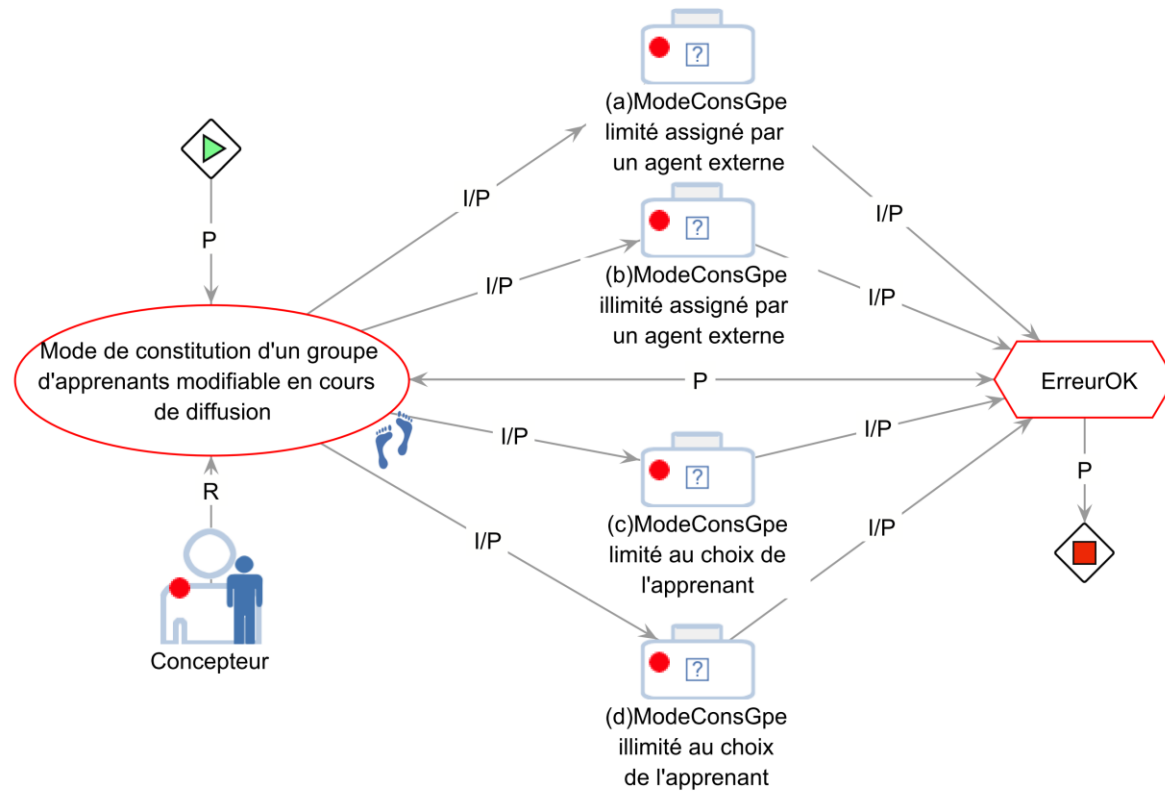 ?
(a)ModeConsGpe
limité assigné par
un agent externe
I/P
I/P
P
?
I/P
(b)ModeConsGpe
illimité assigné par
un agent externe
I/P
Mode de constitution d'un groupe
d'apprenants modifiable en cours
de diffusion
P
ErreurOK
I/P
?
I/P
R
(c)ModeConsGpe
limité au choix de
l'apprenant
P
I/P
I/P
Concepteur
?
(d)ModeConsGpe
illimité au choix
de l'apprenant